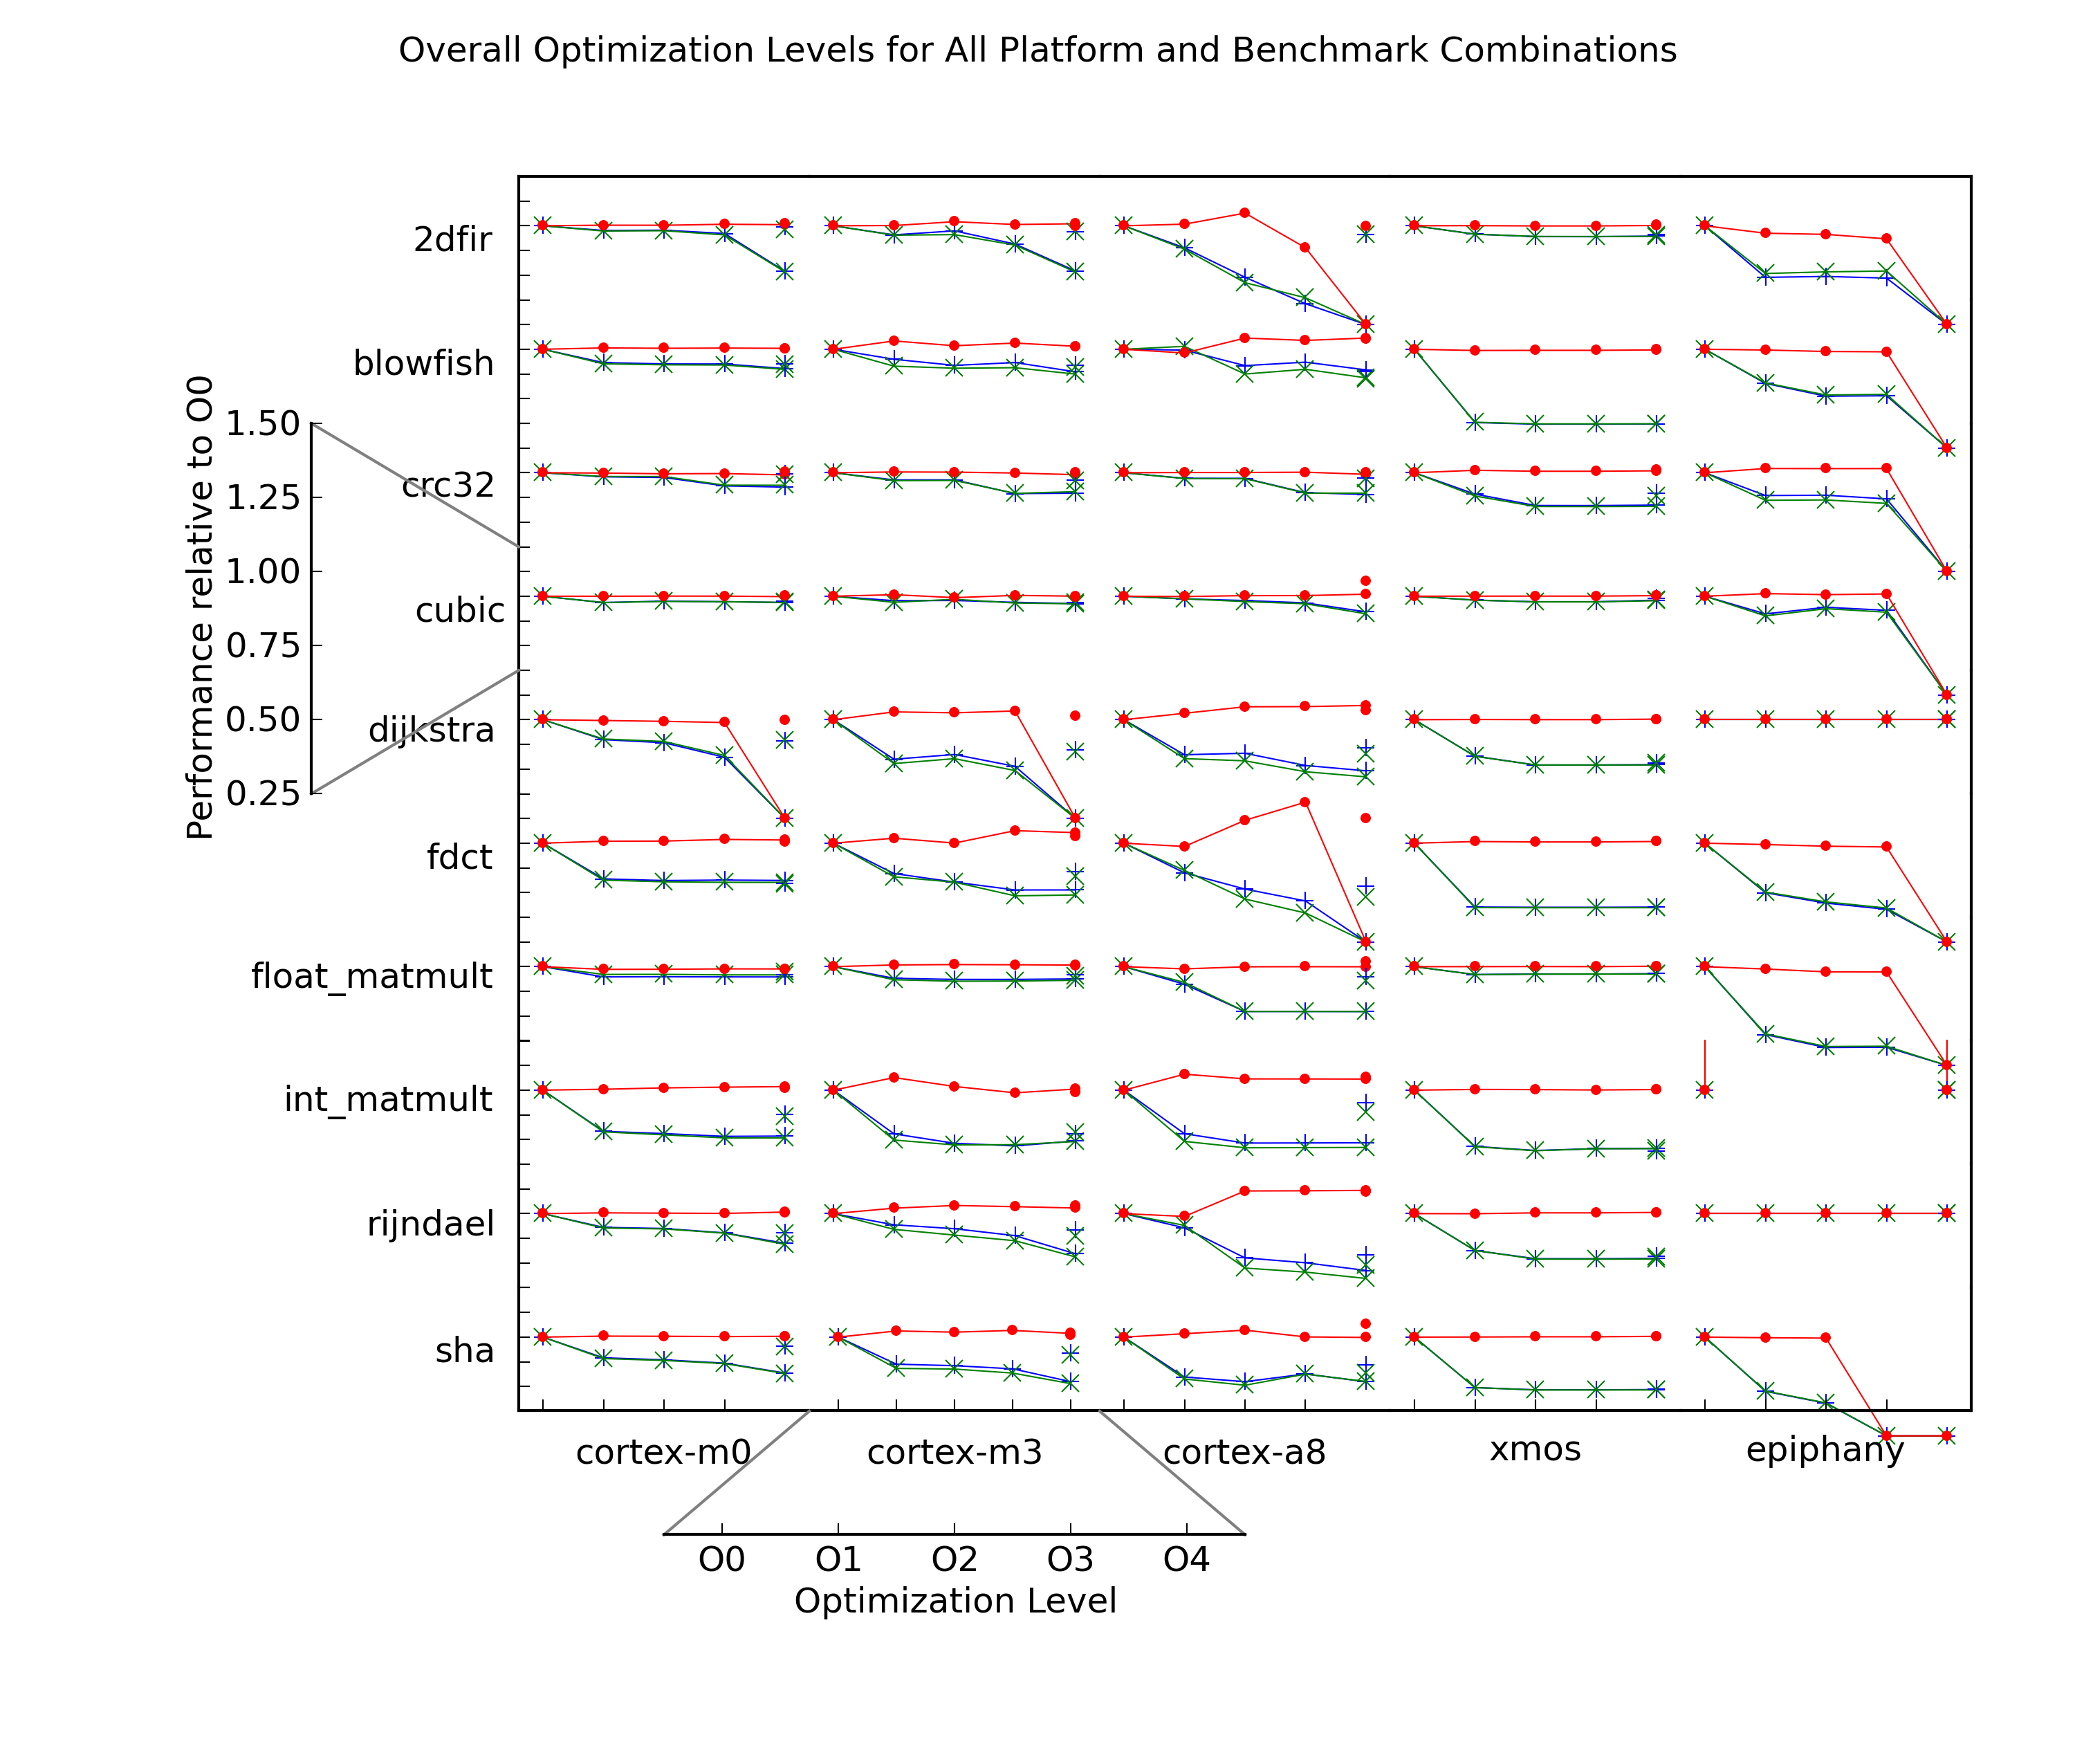 Overall Optimization Levels for All Platform and Benchmark Combinations
2dfir
blowfish
crc32
cubic
dijkstra
fdct
float_matmult
int_matmult
rijndael
sha
Performance relative to O0
1.50
1.25
1.00
0.75
0.50
0.25
cortex-m0
cortex-m3
cortex-a8
xmos
epiphany
O0
O1
O2
O3
O4
Optimization Level